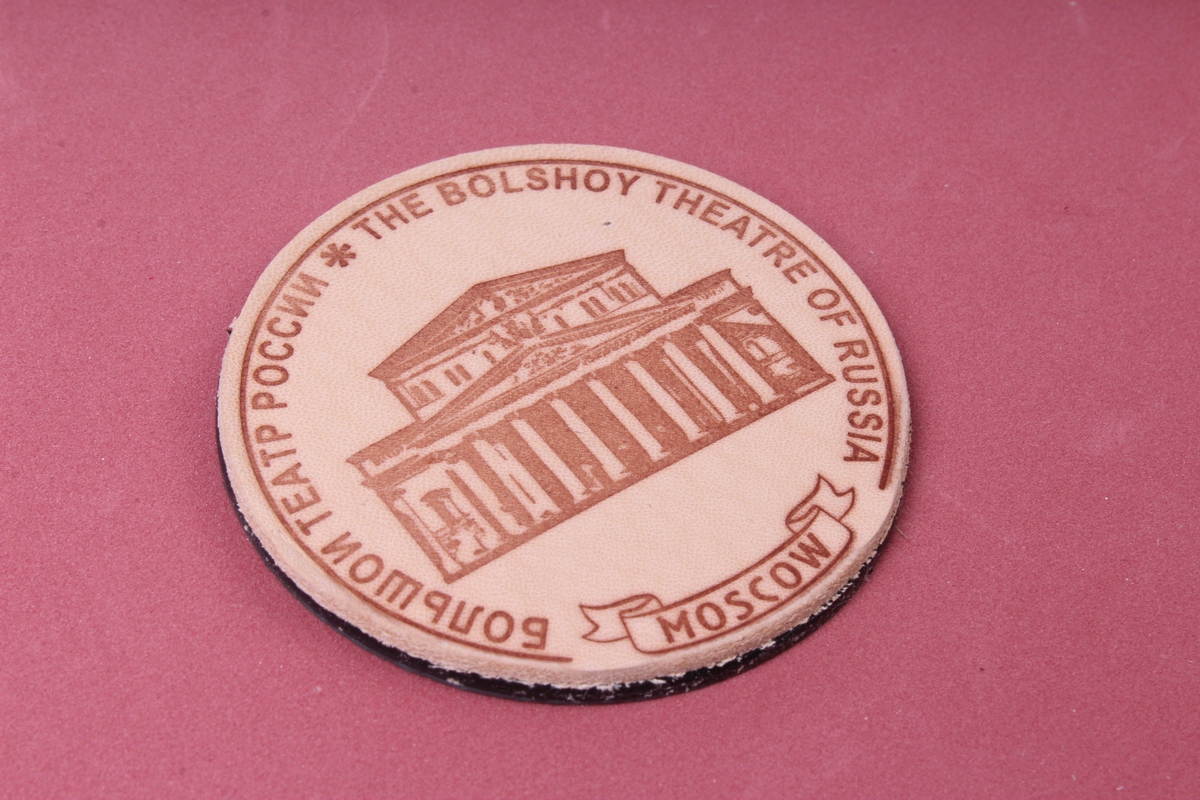 БОЛЬШОЙ ТЕАТР РОССИИ * THE BOLSHOY THEATRE OF RUSSIA
MOSCOW